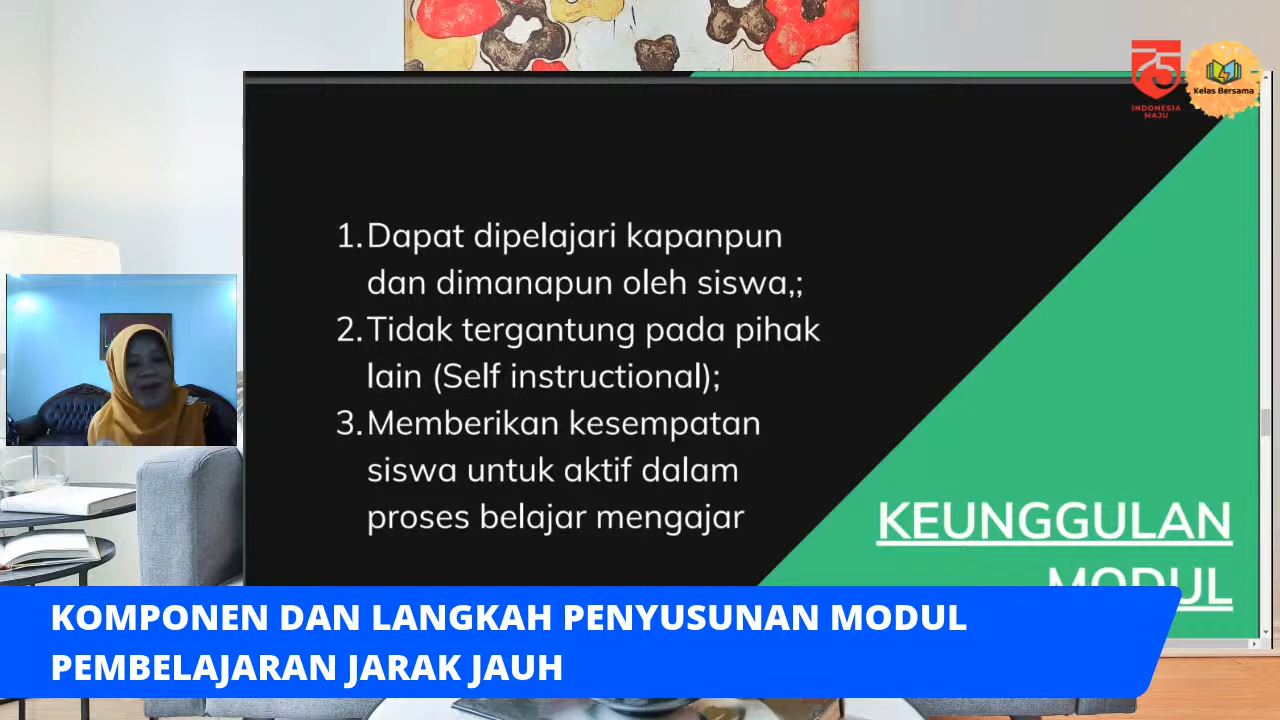 75
INDONESIA
MAJU
Kelas Bersama
1. Dapat dipelajari kapanpun
dan dimanapun oleh siswa,;
2. Tidak tergantung pada pihak
lain (Self instructional);
3. Memberikan kesempatan
siswa untuk aktif dalam
proses belajar mengajar
KEUNGGULAN
MODUL
KOMPONEN DAN LANGKAH PENYUSUNAN MODUL
PEMBELAJARAN JARAK JAUH